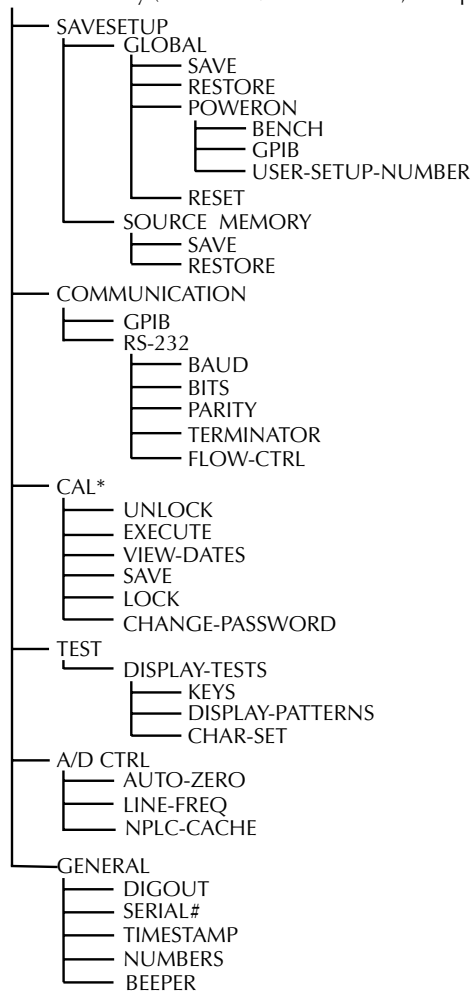 SAVESETUP
GLOBAL
SAVE
RESTORE
POWERON
BENCH
GPIB
USER-SETUP-NUMBER
RESET
SOURCE MEMORY
SAVE
RESTORE
COMMUNICATION
GPIB
RS-232
BAUD
BITS
PARITY
TERMINATOR
FLOW-CTRL
CAL*
UNLOCK
EXECUTE
VIEW-DATES
SAVE
LOCK
CHANGE-PASSWORD
TEST
DISPLAY-TESTS
KEYS
DISPLAY-PATTERNS
CHAR-SET
A/D CTRL
AUTO-ZERO
LINE-FREQ
NPLC-CACHE
GENERAL
DIGOUT
SERIAL#
TIMESTAMP
NUMBERS
BEEPER